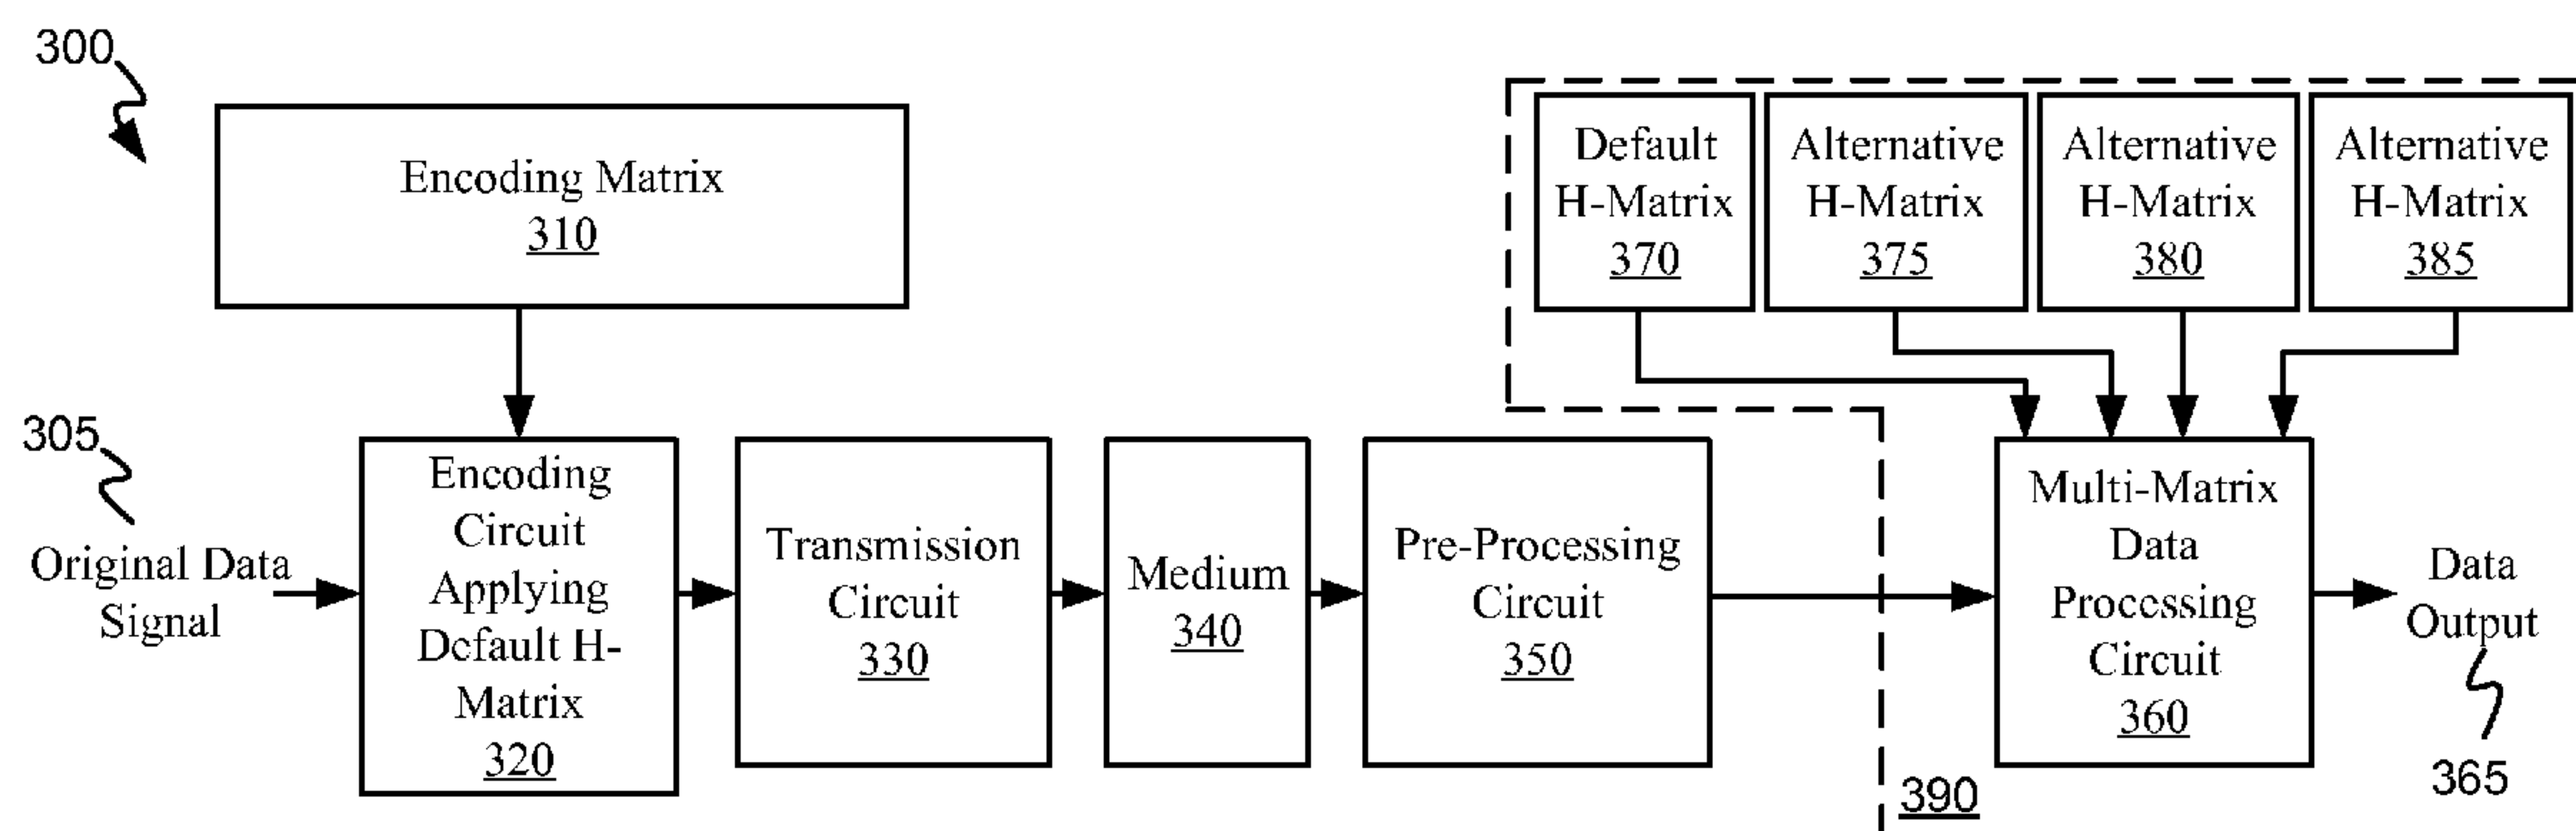 300
Encoding Matrix
310
Default
H-Matrix
370
Alternative
H-Matrix
375
Alternative
H-Matrix
380
Alternative
H-Matrix
385
305
Original Data
Signal
Encoding
Circuit
Applying
Default H-
Matrix
320
Transmission
Circuit
330
Medium
340
Pre-Processing
Circuit
350
Multi-Matrix
Data
Processing
Circuit
360
Data
Output
365
390